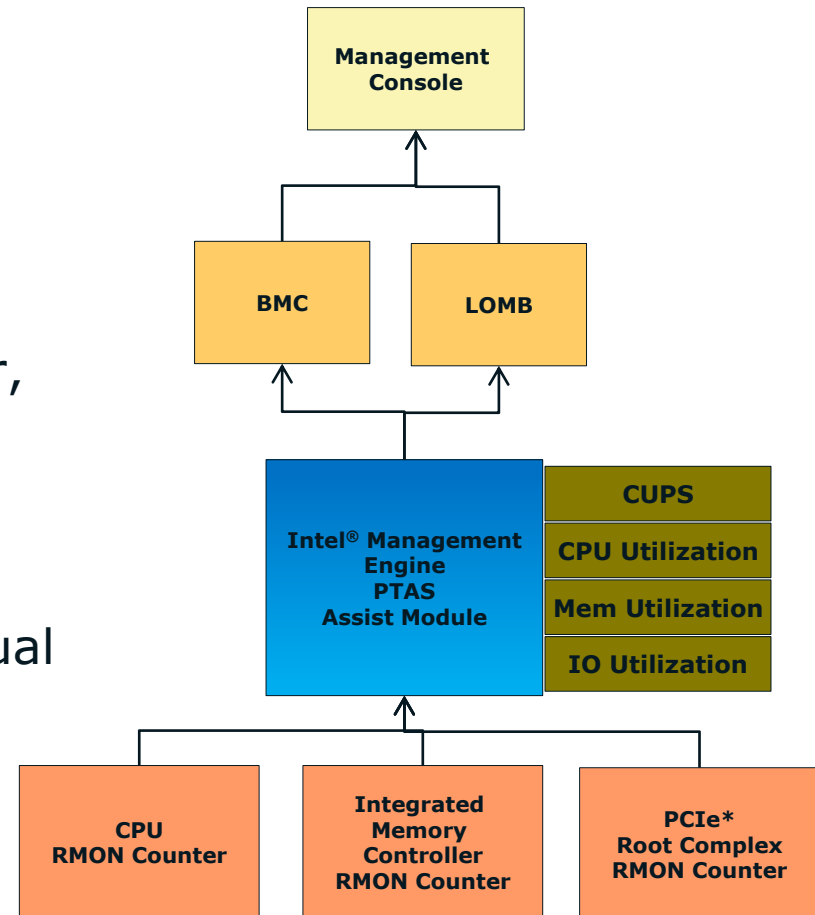 Management
Console
BMC
LOMB
r,
Intel® Management
Engine
PTAS
Assist Module
CUPS
CPU Utilization
Mem Utilization
IO Utilization
ual
CPU
RMON Counter
Integrated
Memory
Controller
RMON Counter
PCIe*
Root Complex
RMON Counter